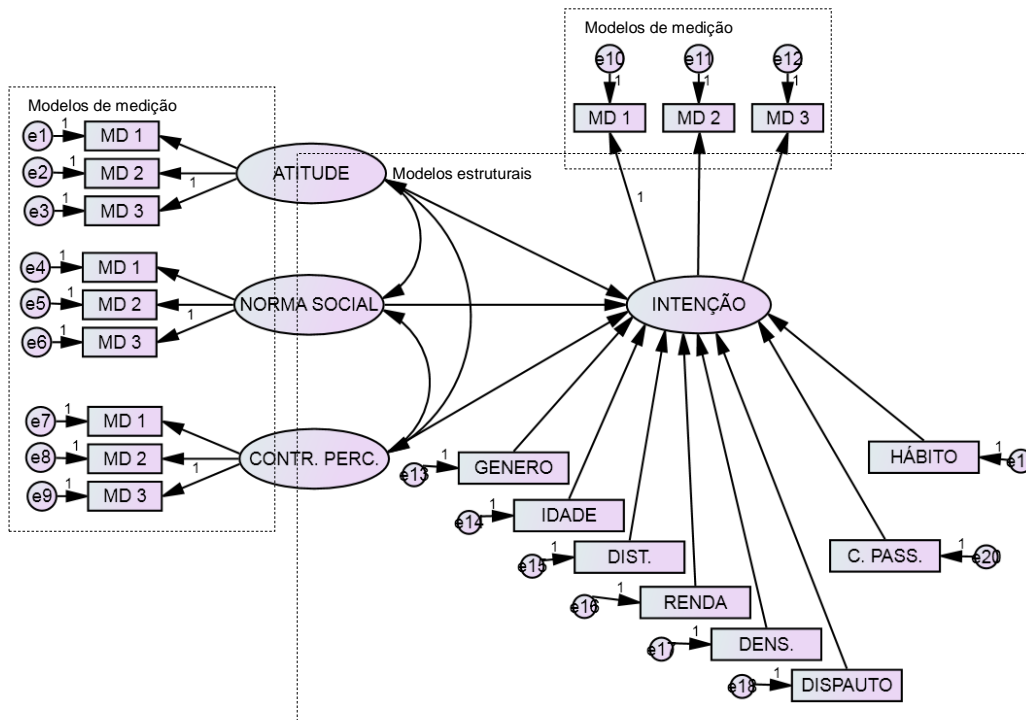 Modelos de medição
e10
e11
e12
1
1
1
MD 1
MD 2
MD 3
Modelos de medição
e1
1
MD 1
e2
1
MD 2
e3
1
MD 3
1
ATITUDE
Modelos estruturais
1
e4
1
MD 1
e5
1
MD 2
e6
1
MD 3
1
NORMA SOCIAL
INTENÇÃO
e7
1
MD 1
e8
1
MD 2
e9
1
MD 3
1
CONTR. PERC.
e13
1
GENERO
HÁBITO
1
e14
1
IDADE
e15
1
DIST.
C. PASS.
1
e20
e16
1
RENDA
e17
1
DENS.
e18
1
DISPAUTO